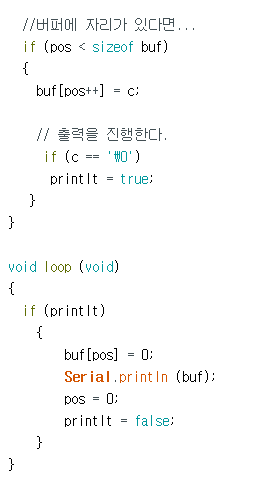 //버퍼에 자리가 있다면...
if (pos < sizeof buf)
{
buf[pos++] = c;
// 출력을 진행한다.
if (c == '₩0')
printIt = true;
}
}
void loop (void)
{
if (printIt)
{
buf[pos] = 0;
Serial.println (buf);
pos = 0;
printIt = false;
}
}